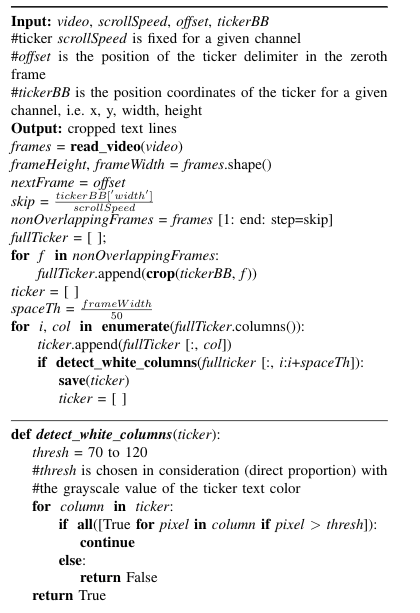 Input: video, scrollSpeed, offset, tickerBB
#ticker scrollSpeed is fixed for a given channel
#offset is the position of the ticker delimiter in the zeroth
frame
#tickerBB is the position coordinates of the ticker for a given
channel, i.e. x, y, width, height
Output: cropped text lines
frames = read_video(video)
frameHeight, frameWidth = frames.shape()
nextFrame = offset
skip = tickerBB['width'] / scrollSpeed
nonOverlappingFrames = frames [1: end: step=skip]
fullTicker = [ ];
for f in nonOverlappingFrames:
fullTicker.append(crop(tickerBB, f))
ticker = [ ]
spaceTh = frameWidth / 50
for i, col in enumerate(fullTicker.columns()):
ticker.append(fullTicker [:, col])
if detect_white_columns(fullticker [:, i:i+spaceTh]):
save(ticker)
ticker = [ ]
def detect_white_columns(ticker):
thresh = 70 to 120
#thresh is chosen in consideration (direct proportion) with
#the grayscale value of the ticker text color
for column in ticker:
if all([True for pixel in column if pixel > thresh]):
continue
else:
return False
return True